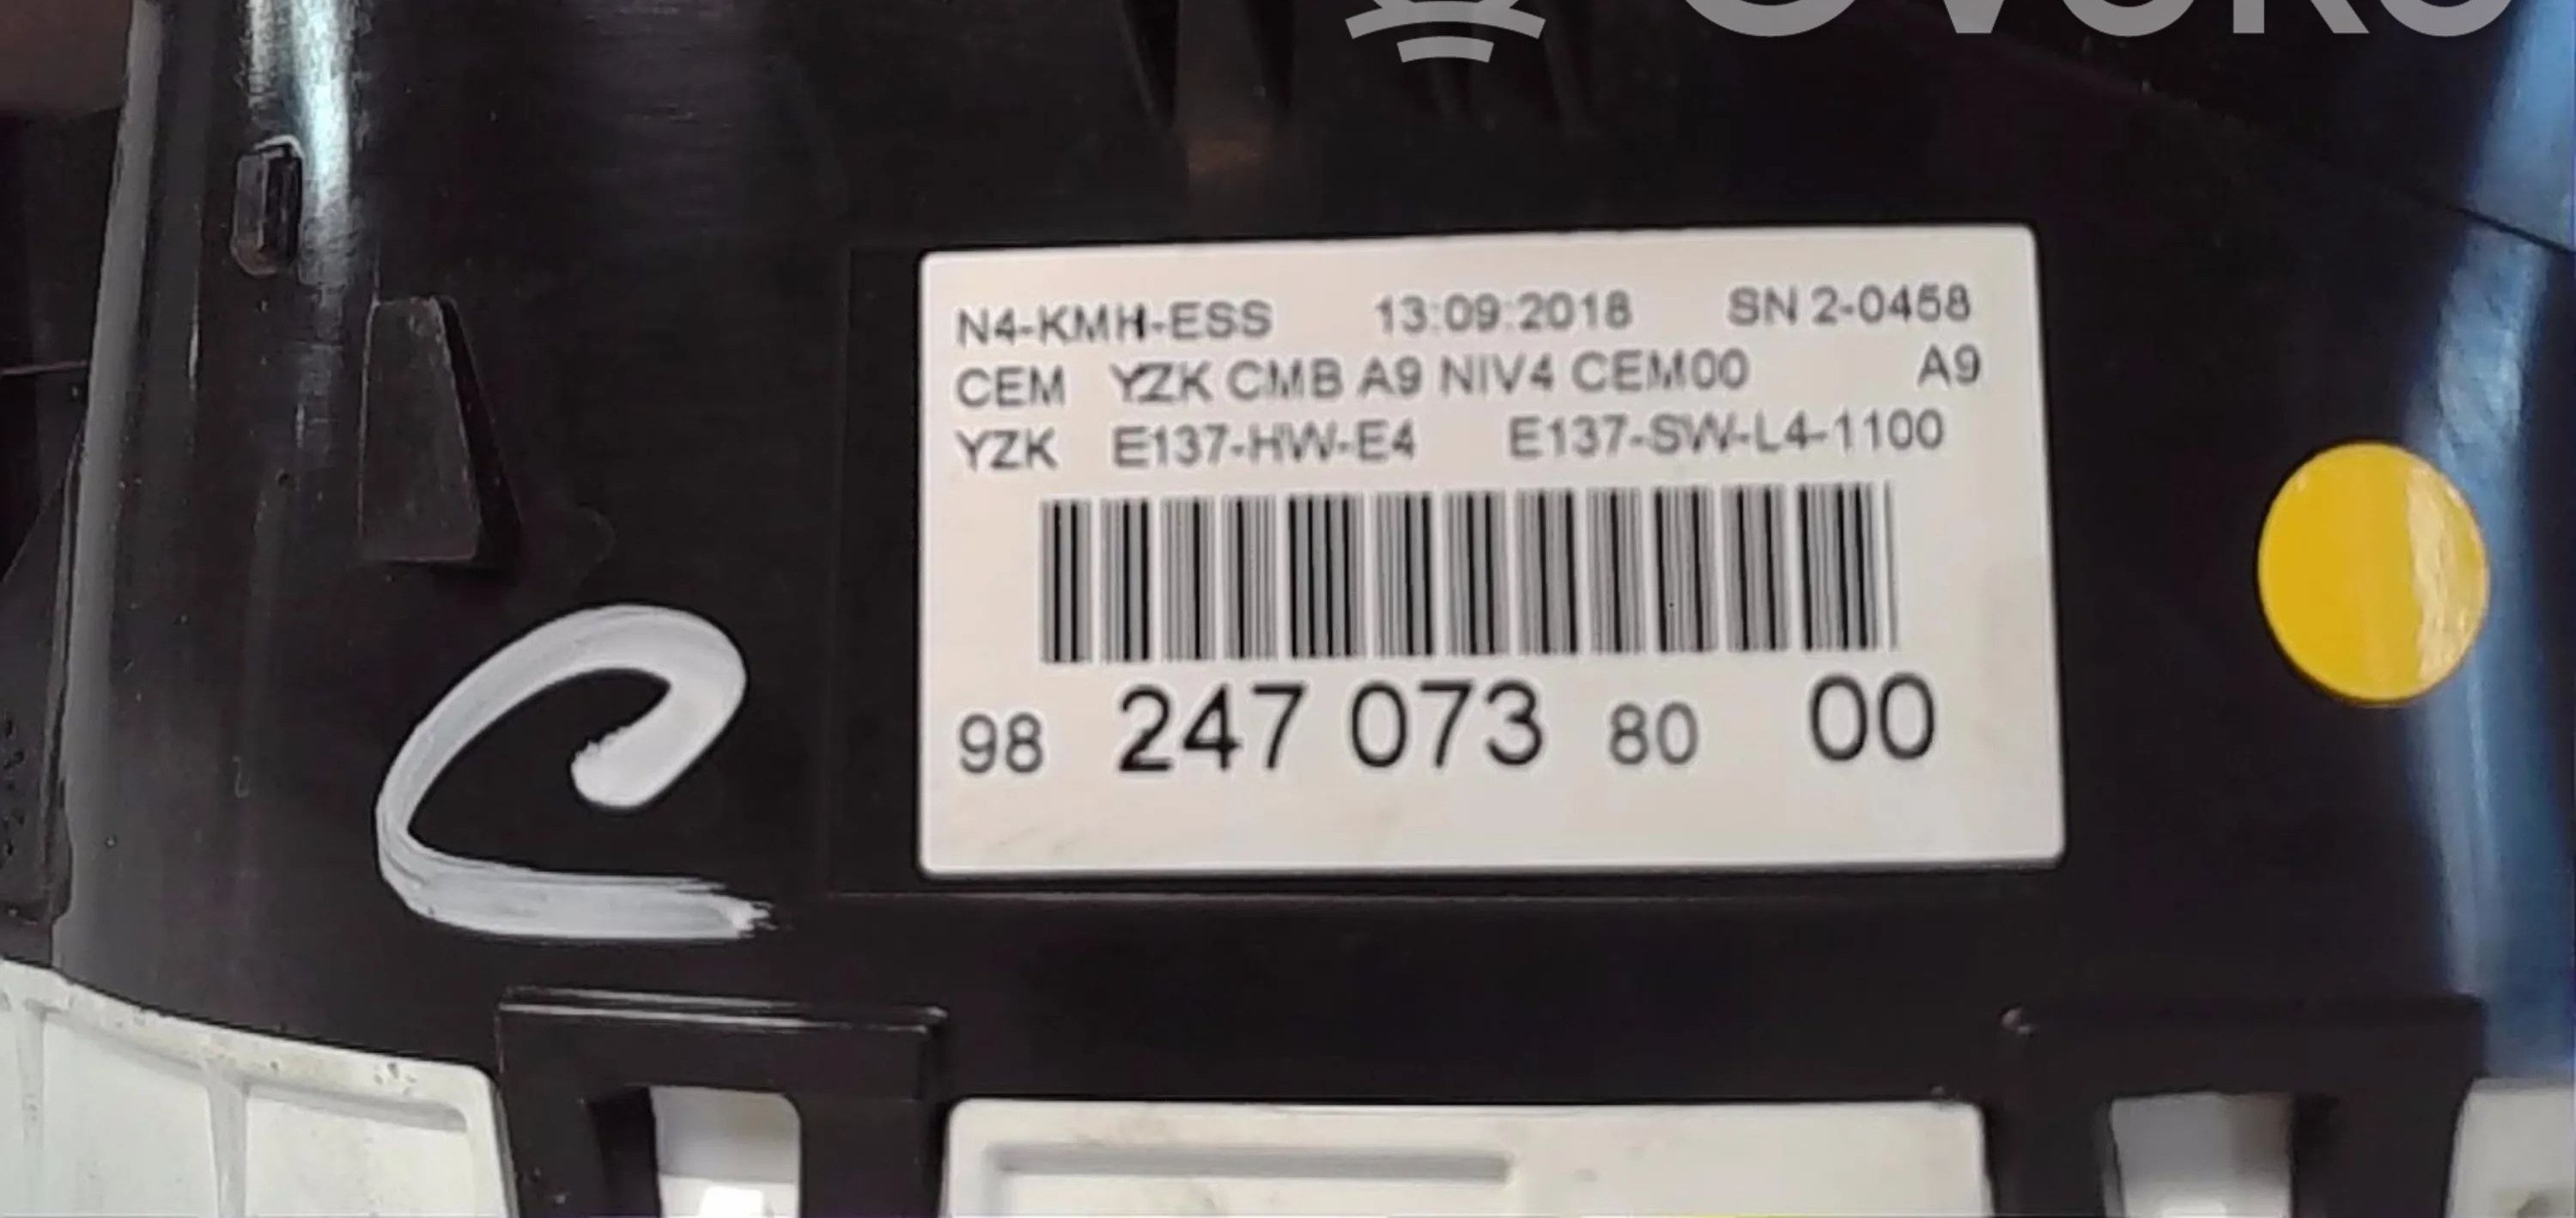 N4-KMH-ESS 13:09:2018 SN 2-0458
CEM YZK CMB A9 NIV4 CEM00 A9
YZK E137-HW-E4 E137-SW-L4-1100
98 247 073 80 00
C